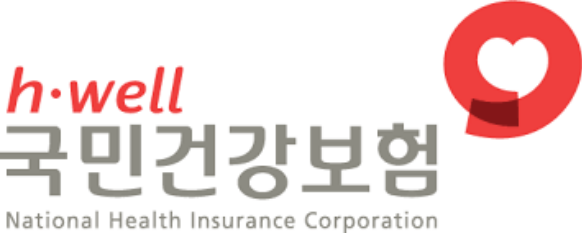 h·well
국민건강보험
National Health Insurance Corporation